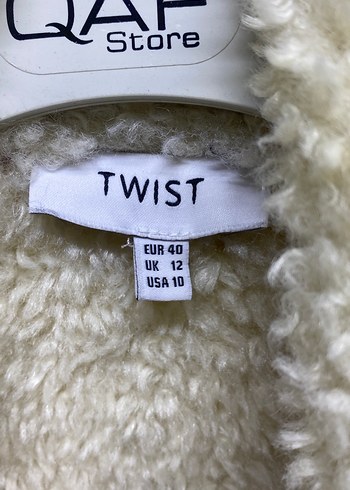 QAF
Store
TWIST
EUR 40
UK 12
USA 10